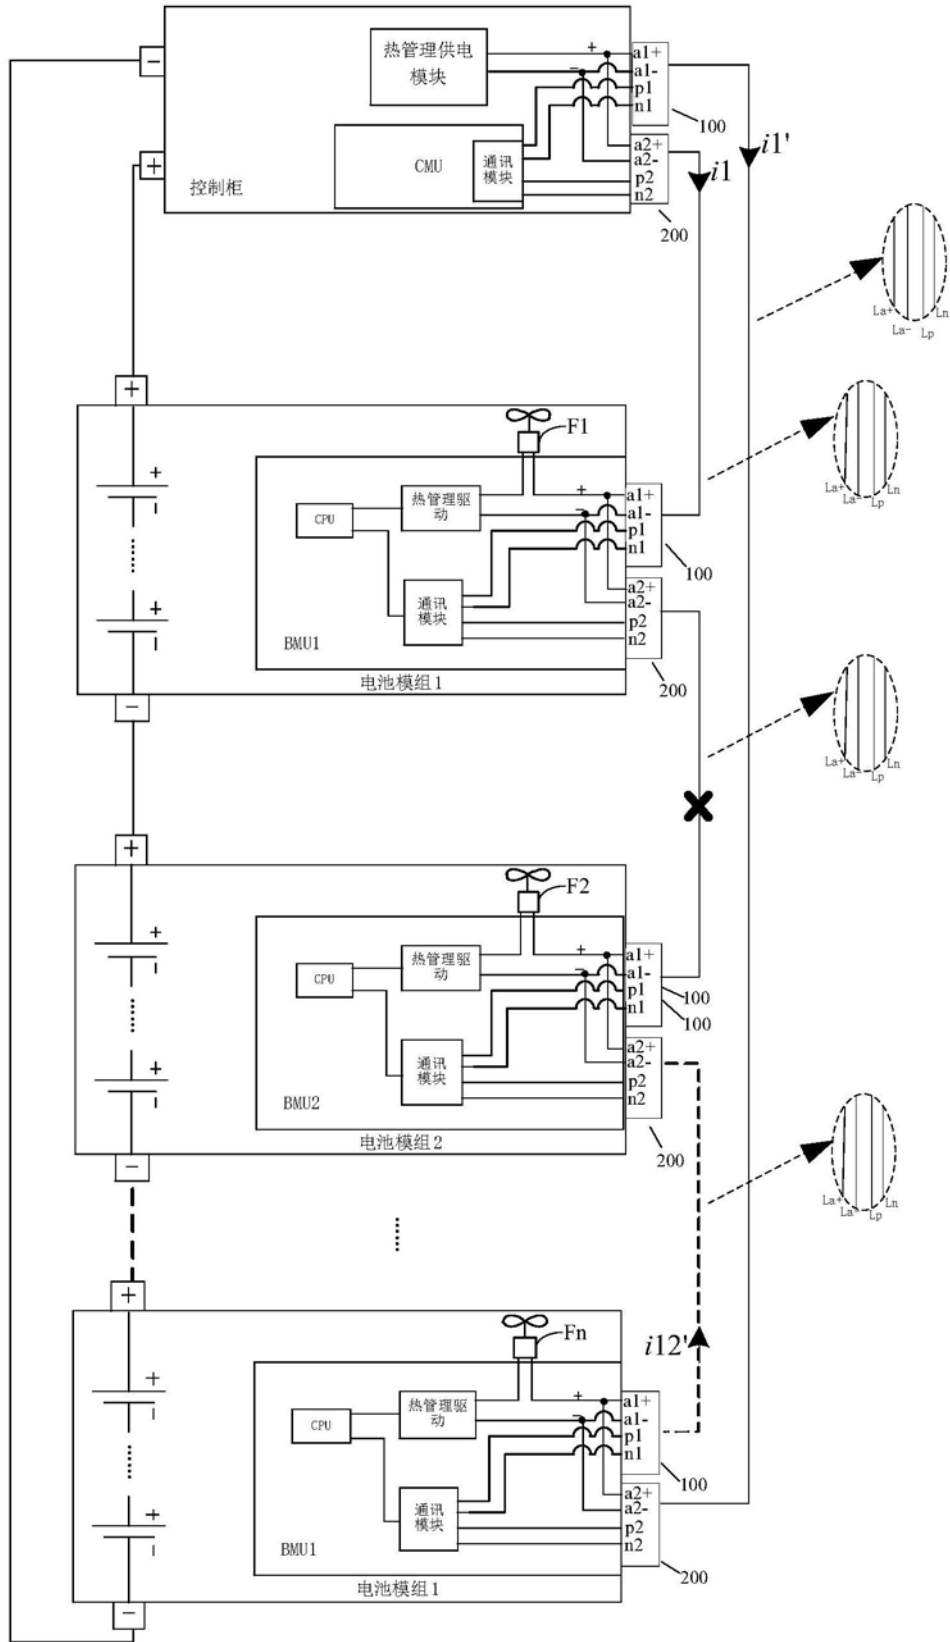 热管理供电
模块
+
−
a1+
a1-
p1
n1
100
−
+
控制柜
CMU
通讯
模块
a2+
a2-
p2
n2
200
i1
i1'
La+
La-
Lp
Ln
+
F1
+
−
......
+
−
CPU
热管理驱
动
+
−
a1+
a1-
p1
n1
100
通讯
模块
a2+
a2-
p2
n2
200
BMU1
电池模组1
−
La+
La-
Lp
Ln
La+
La-
Lp
Ln
+
F2
+
−
......
+
−
CPU
热管理驱
动
+
−
a1+
a1-
p1
n1
100
100
通讯
模块
a2+
a2-
p2
n2
200
BMU2
电池模组2
−
La+
La-
Lp
Ln
......
+
Fn
i12'
+
−
......
+
−
CPU
热管理驱
动
+
−
a1+
a1-
p1
n1
100
通讯
模块
a2+
a2-
p2
n2
200
BMU1
电池模组1
−